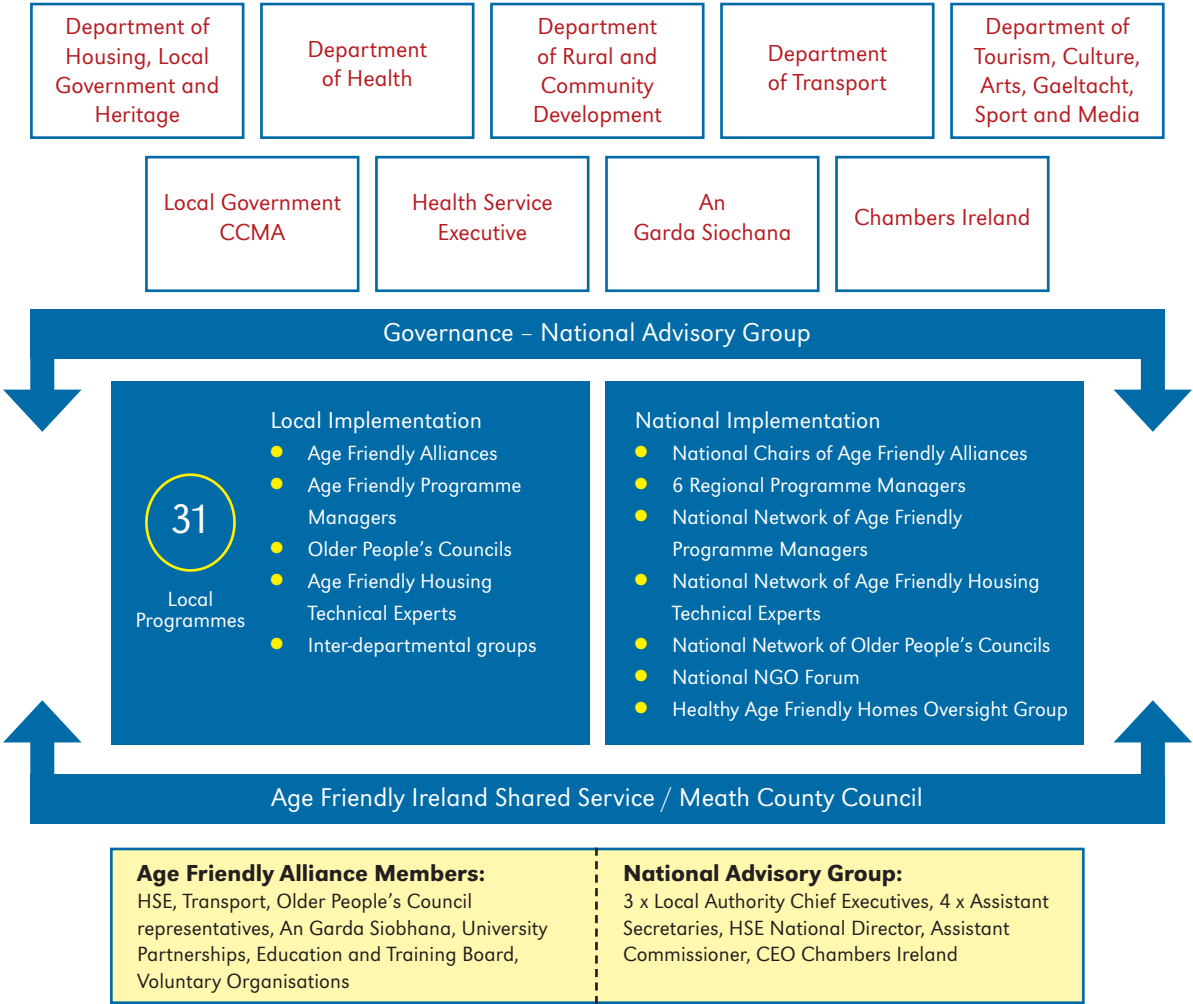 Department of
Housing, Local
Government and
Heritage
Department
of Health
Department
of Rural and
Community
Development
Department
of Transport
Department of
Tourism, Culture,
Arts, Gaeltacht,
Sport and Media
Local Government
CCMA
Health Service
Executive
An
Garda Siochana
Chambers Ireland
Governance – National Advisory Group
31
Local
Programmes
Local Implementation
Age Friendly Alliances
Age Friendly Programme
Managers
Older People's Councils
Age Friendly Housing
Technical Experts
Inter-departmental groups
National Implementation
National Chairs of Age Friendly Alliances
6 Regional Programme Managers
National Network of Age Friendly
Programme Managers
National Network of Age Friendly Housing
Technical Experts
National Network of Older People's Councils
National NGO Forum
Healthy Age Friendly Homes Oversight Group
Age Friendly Ireland Shared Service / Meath County Council
Age Friendly Alliance Members:
HSE, Transport, Older People's Council
representatives, An Garda Siobhana, University
Partnerships, Education and Training Board,
Voluntary Organisations
National Advisory Group:
3 x Local Authority Chief Executives, 4 x Assistant
Secretaries, HSE National Director, Assistant
Commissioner, CEO Chambers Ireland